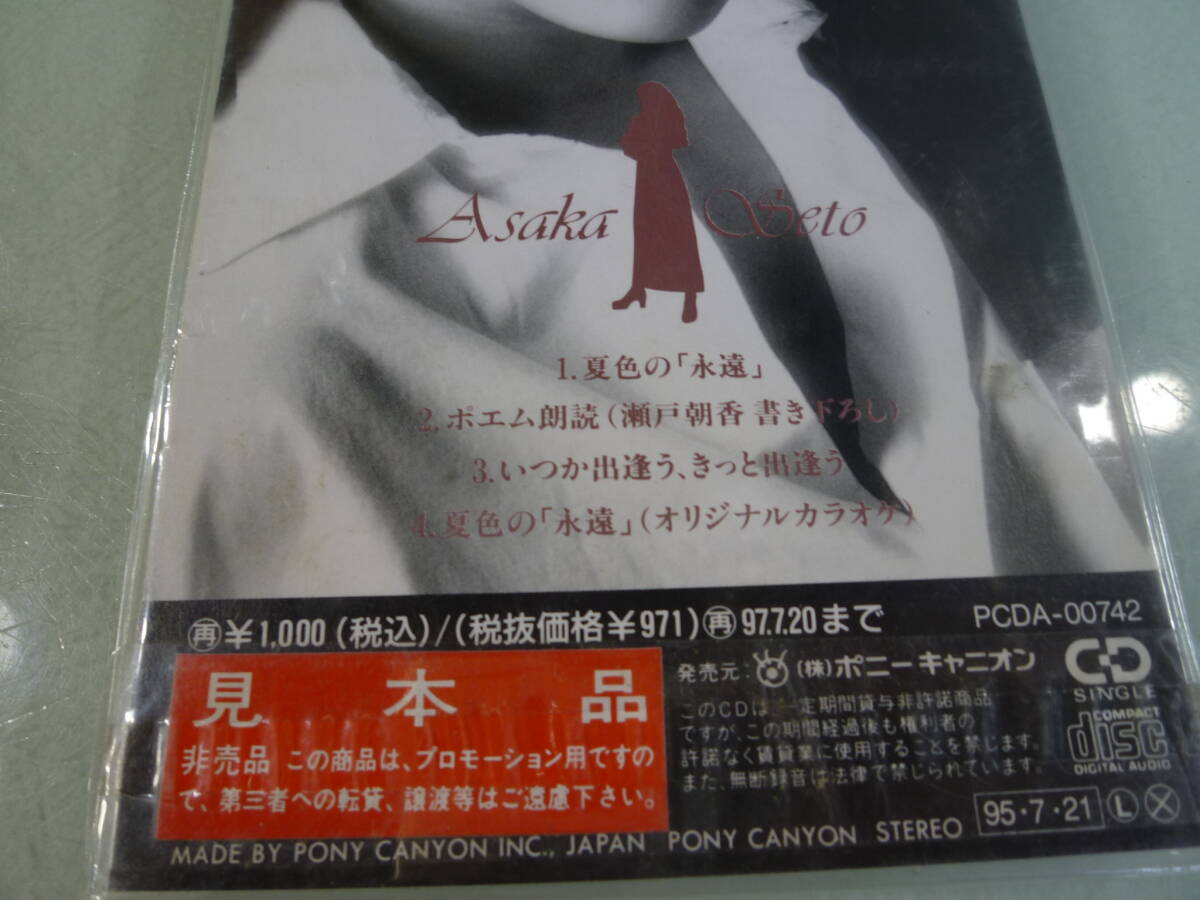 Asaka Seto
1. 夏色の「永遠」
2. ポエム朗読（瀬戸朝香 書き下ろし）
3. いつか出逢う、きっと出逢う
4. 夏色の「永遠」（オリジナルカラオケ）
再¥1,000（税込）/（税抜価格¥971）再97.7.20まで PCDA-00742
見本品
非売品 この商品は、プロモーション用ですの
で、第三者への転貸、譲渡等はご遠慮下さい。
発売元: （株）ポニーキャニオン
このCDは、一定期間貸与非許諾商品
ですが、この期間経過後も権利者の
許諾なく賃貸業に使用することを禁じます。
また、無断録音は法律で禁じられています。
CD
SINGLE
COMPACT
disc
DIGITAL AUDIO
MADE BY PONY CANYON INC., JAPAN PONY CANYON STEREO 95・7・21 L X